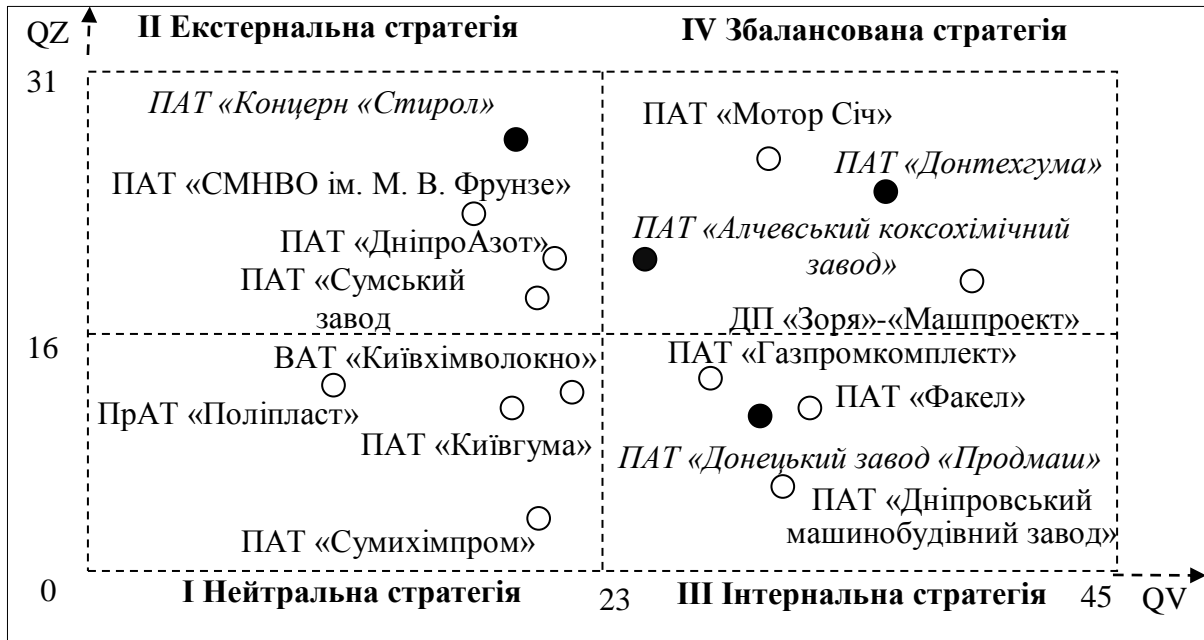 QZ
II Екстернальна стратегія
IV Збалансована стратегія
31
ПАТ «Концерн «Стирол»
ПАТ «Мотор Січ»
ПАТ «Донтехгума»
ПАТ «СМНВО ім. М. В. Фрунзе»
ПАТ «Алчевський коксохімічний
завод»
ПАТ «ДніпроАзот»
ПАТ «Сумський
завод
ДП «Зоря»-«Машпроект»
16
ВАТ «Київхімволокно»
ПАТ «Газпромкомплект»
ПрАТ «Поліпласт»
ПАТ «Факел»
ПАТ «Київгума»
ПАТ «Донецький завод «Продмаш»
ПАТ «Дніпровський
машинобудівний завод»
ПАТ «Сумихімпром»
0
I Нейтральна стратегія
23
III Інтернальна стратегія
45
QV